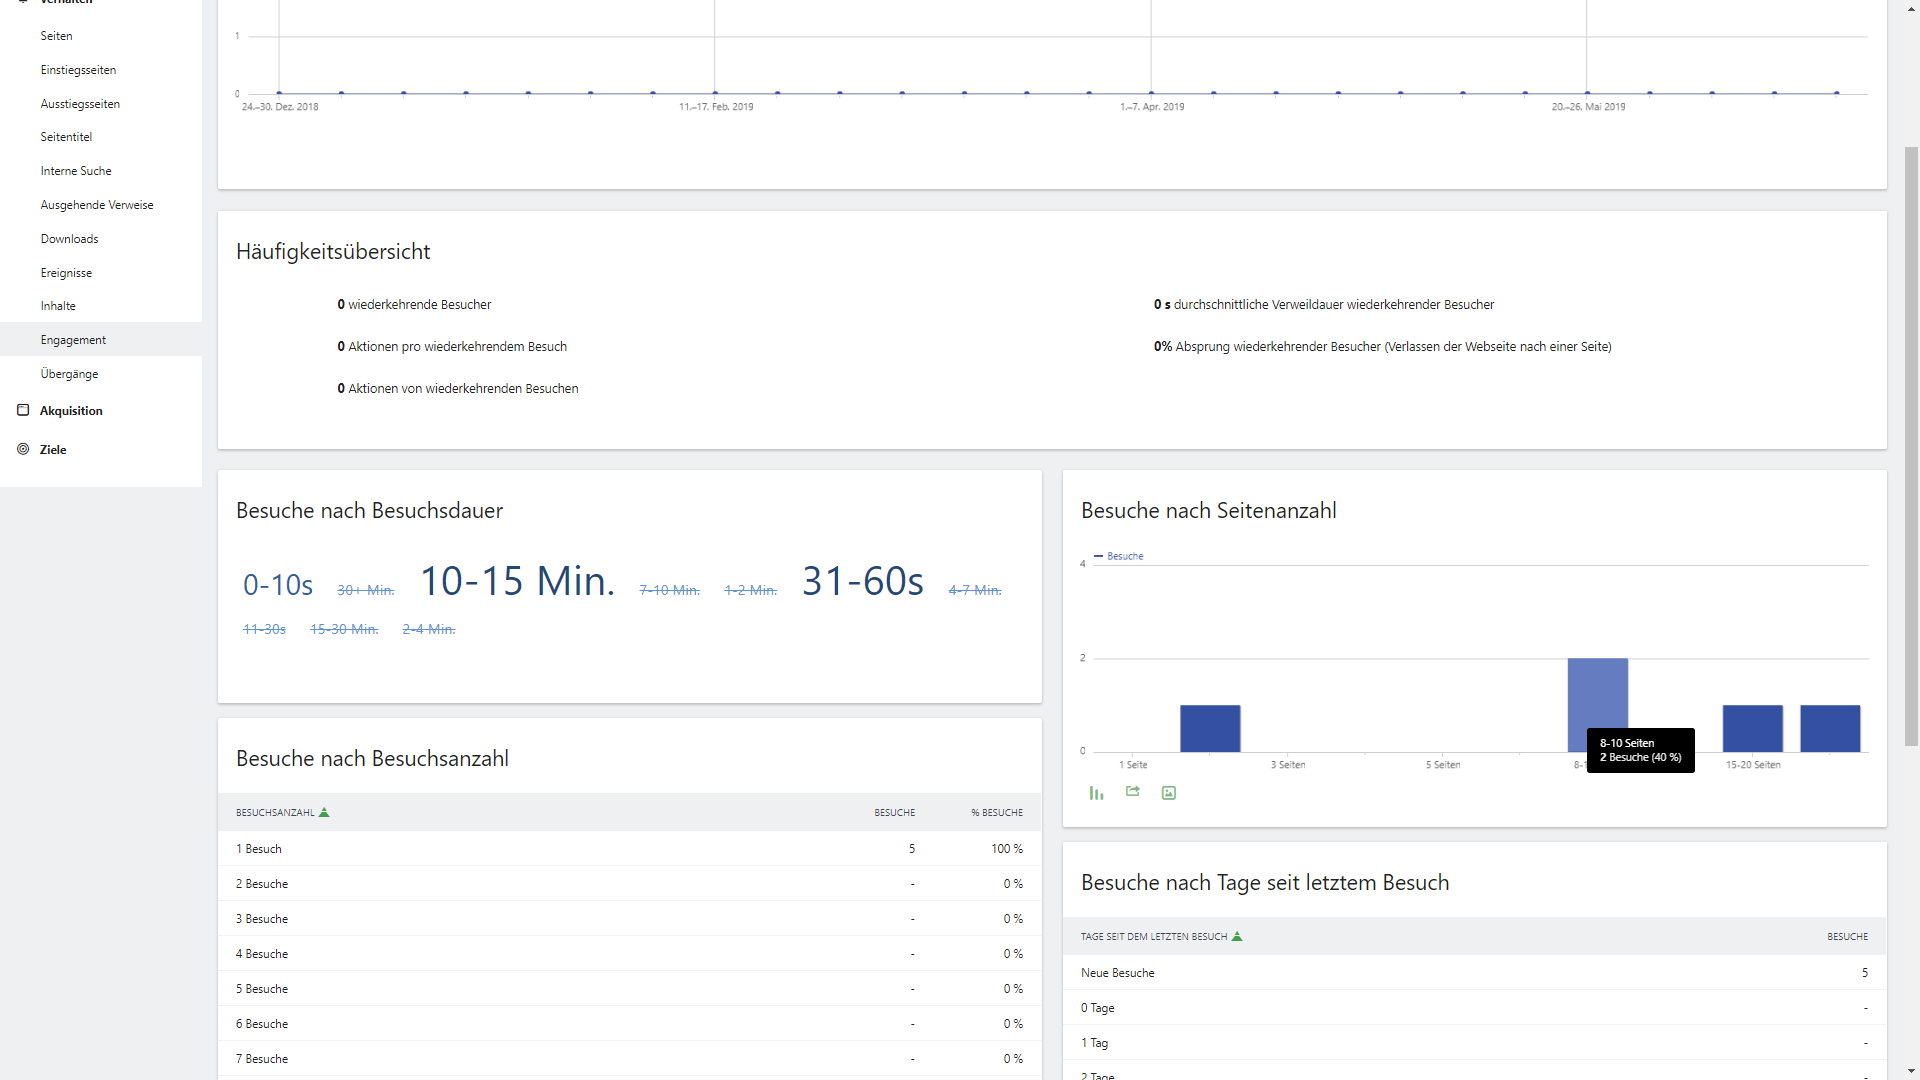 Verhalten
Seiten
Einstiegsseiten
Ausstiegsseiten
Seitentitel
Interne Suche
Ausgehende Verweise
Downloads
Ereignisse
Inhalte
Engagement
Übergänge
Akquisition
Ziele
1
0
24.–30. Dez. 2018
11.–17. Feb. 2019
1.–7. Apr. 2019
20.–26. Mai 2019
Häufigkeitsübersicht
0 wiederkehrende Besucher
0 Aktionen pro wiederkehrendem Besuch
0 Aktionen von wiederkehrenden Besuchen
0 s durchschnittliche Verweildauer wiederkehrender Besucher
0% Absprung wiederkehrender Besucher (Verlassen der Webseite nach einer Seite)
Besuche nach Besuchsdauer
0-10s 30+ Min. 10-15 Min. 7-10 Min. 1-2 Min. 31-60s 4-7 Min.
11-30s 15-30 Min. 2-4 Min.
Besuche nach Besuchsanzahl
BESUCHSANZAHL BESUCHE % BESUCHE
1 Besuch 5 100 %
2 Besuche - 0 %
3 Besuche - 0 %
4 Besuche - 0 %
5 Besuche - 0 %
6 Besuche - 0 %
7 Besuche - 0 %
Besuche nach Seitenanzahl
Besuche
4
2
0
1 Seite 3 Seiten 5 Seiten 8-1 15-20 Seiten
8-10 Seiten
2 Besuche (40 %)
Besuche nach Tage seit letztem Besuch
TAGE SEIT DEM LETZTEN BESUCH BESUCHE
Neue Besuche 5
0 Tage -
1 Tag -
2 Tage -